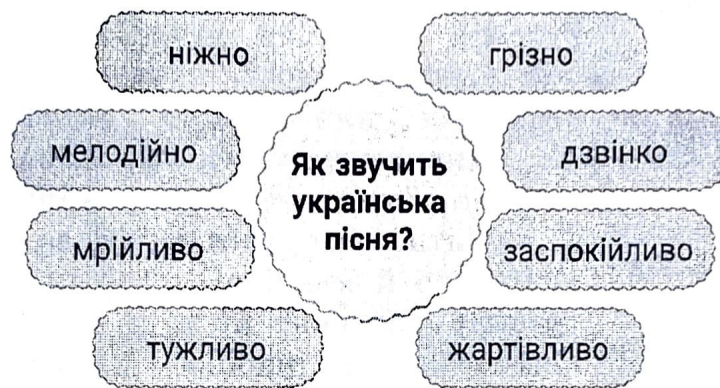 ніжно
грізно
мелодійно
дзвінко
Як звучить
українська
пісня?
мрійливо
заспокійливо
тужливо
жартівливо